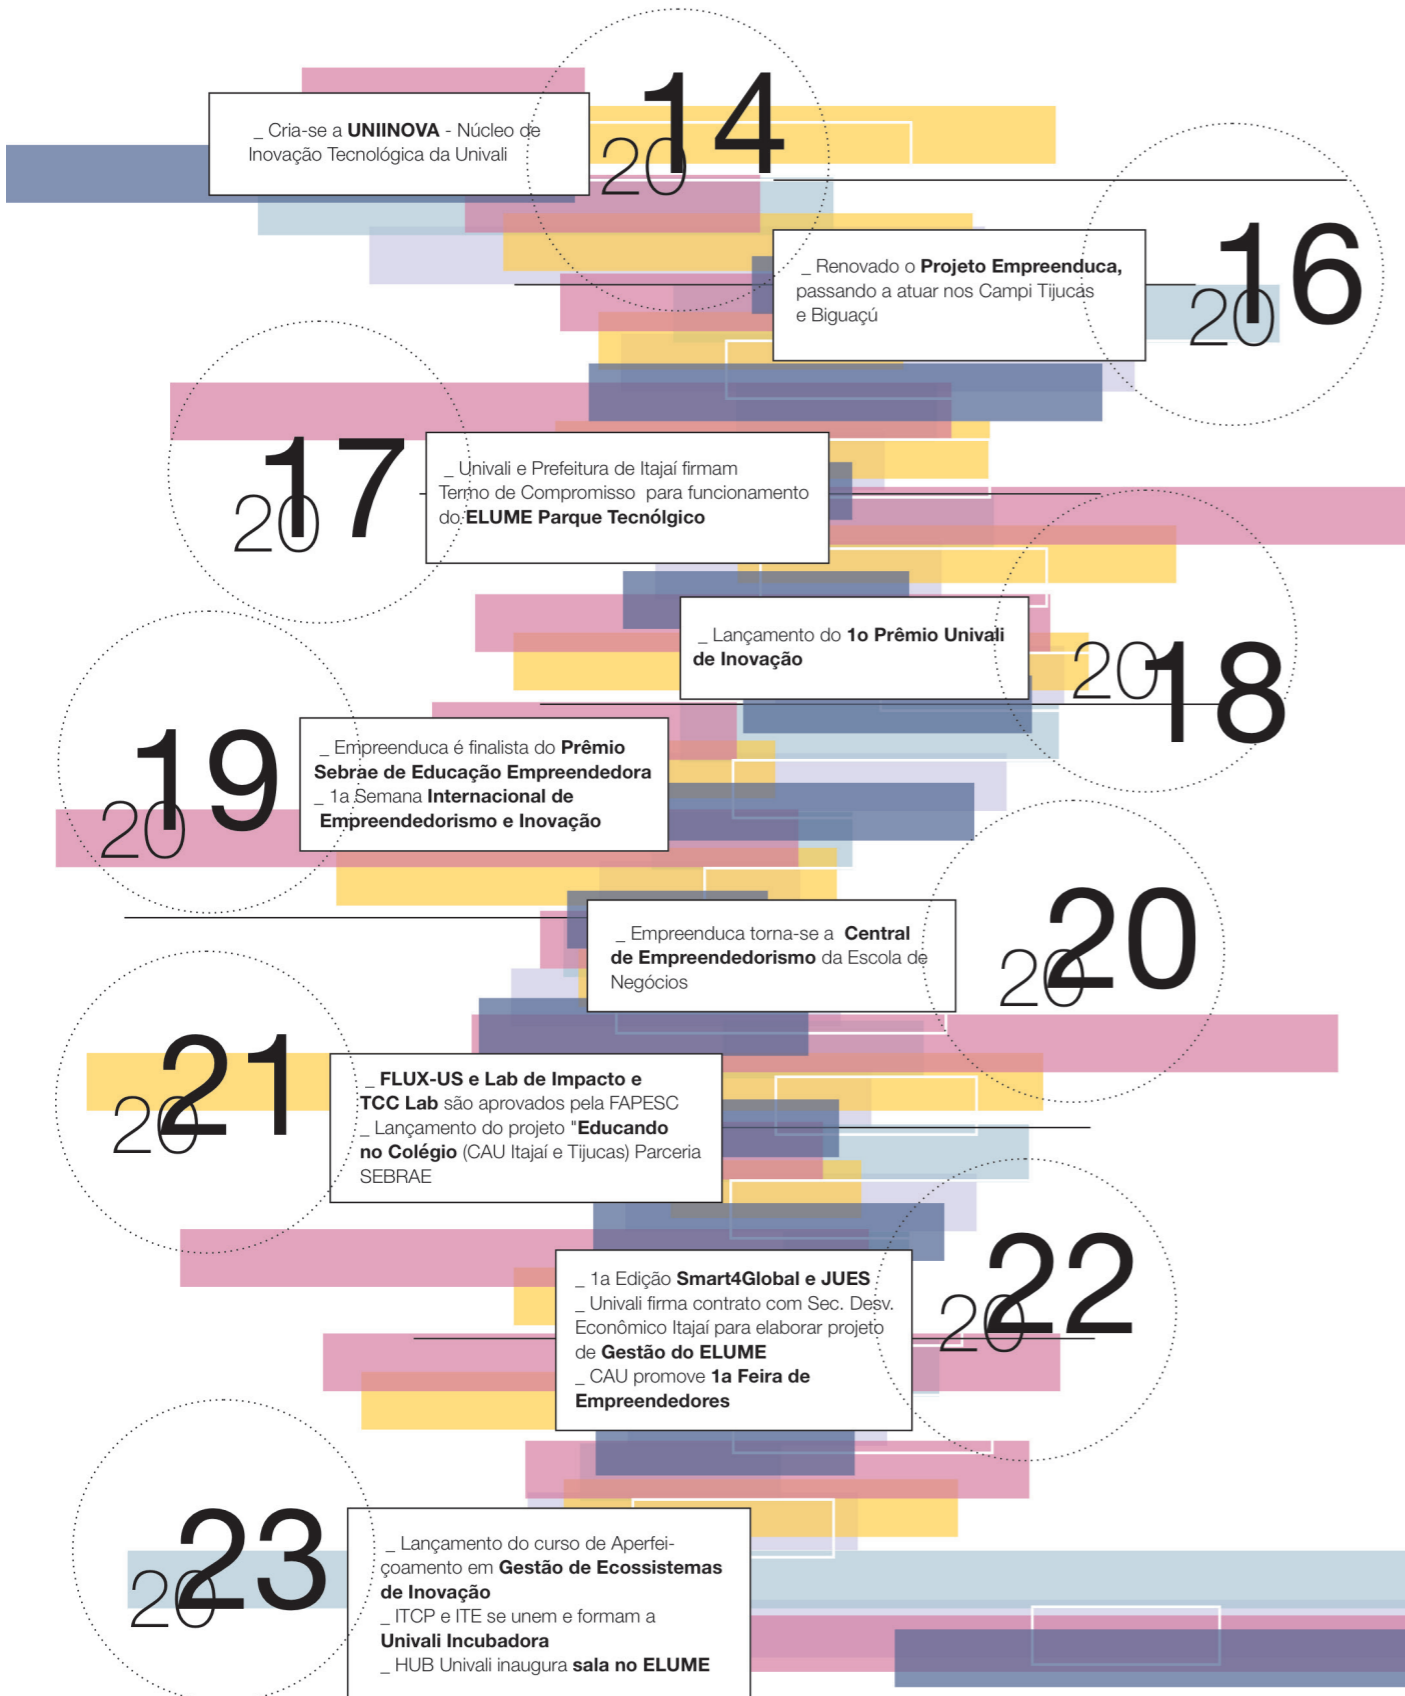 _ Cria-se a UNIINOVA - Núcleo de
Inovação Tecnológica da Univali
2014
_ Renovado o Projeto Empreenduca,
passando a atuar nos Campi Tijucas
e Biguaçú
2016
2017
_ Univali e Prefeitura de Itajaí firmam
Termo de Compromisso para funcionamento
do ELUME Parque Tecnólgico
_ Lançamento do 1o Prêmio Univali
de Inovação
2018
2019
_ Empreenduca é finalista do Prêmio
Sebrae de Educação Empreendedora
_ 1a Semana Internacional de
Empreendedorismo e Inovação
_ Empreenduca torna-se a Central
de Empreendedorismo da Escola de
Negócios
2020
2021
_ FLUX-US e Lab de Impacto e
TCC Lab são aprovados pela FAPESC
_ Lançamento do projeto "Educando
no Colégio (CAU Itajaí e Tijucas) Parceria
SEBRAE
_ 1a Edição Smart4Global e JUES
_ Univali firma contrato com Sec. Desv.
Econômico Itajaí para elaborar projeto
de Gestão do ELUME
_ CAU promove 1a Feira de
Empreendedores
2022
2023
_ Lançamento do curso de Aperfei-
çoamento em Gestão de Ecossistemas
de Inovação
_ ITCP e ITE se unem e formam a
Univali Incubadora
_ HUB Univali inaugura sala no ELUME